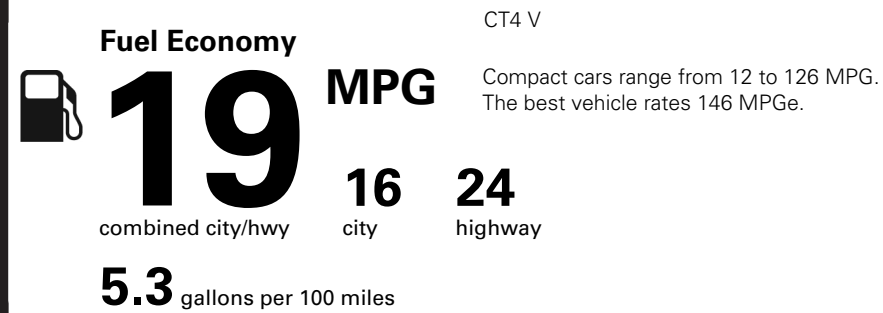 CT4 V
Fuel Economy
19 MPG
Compact cars range from 12 to 126 MPG.
The best vehicle rates 146 MPGe.
16 24
combined city/hwy city highway
5.3 gallons per 100 miles